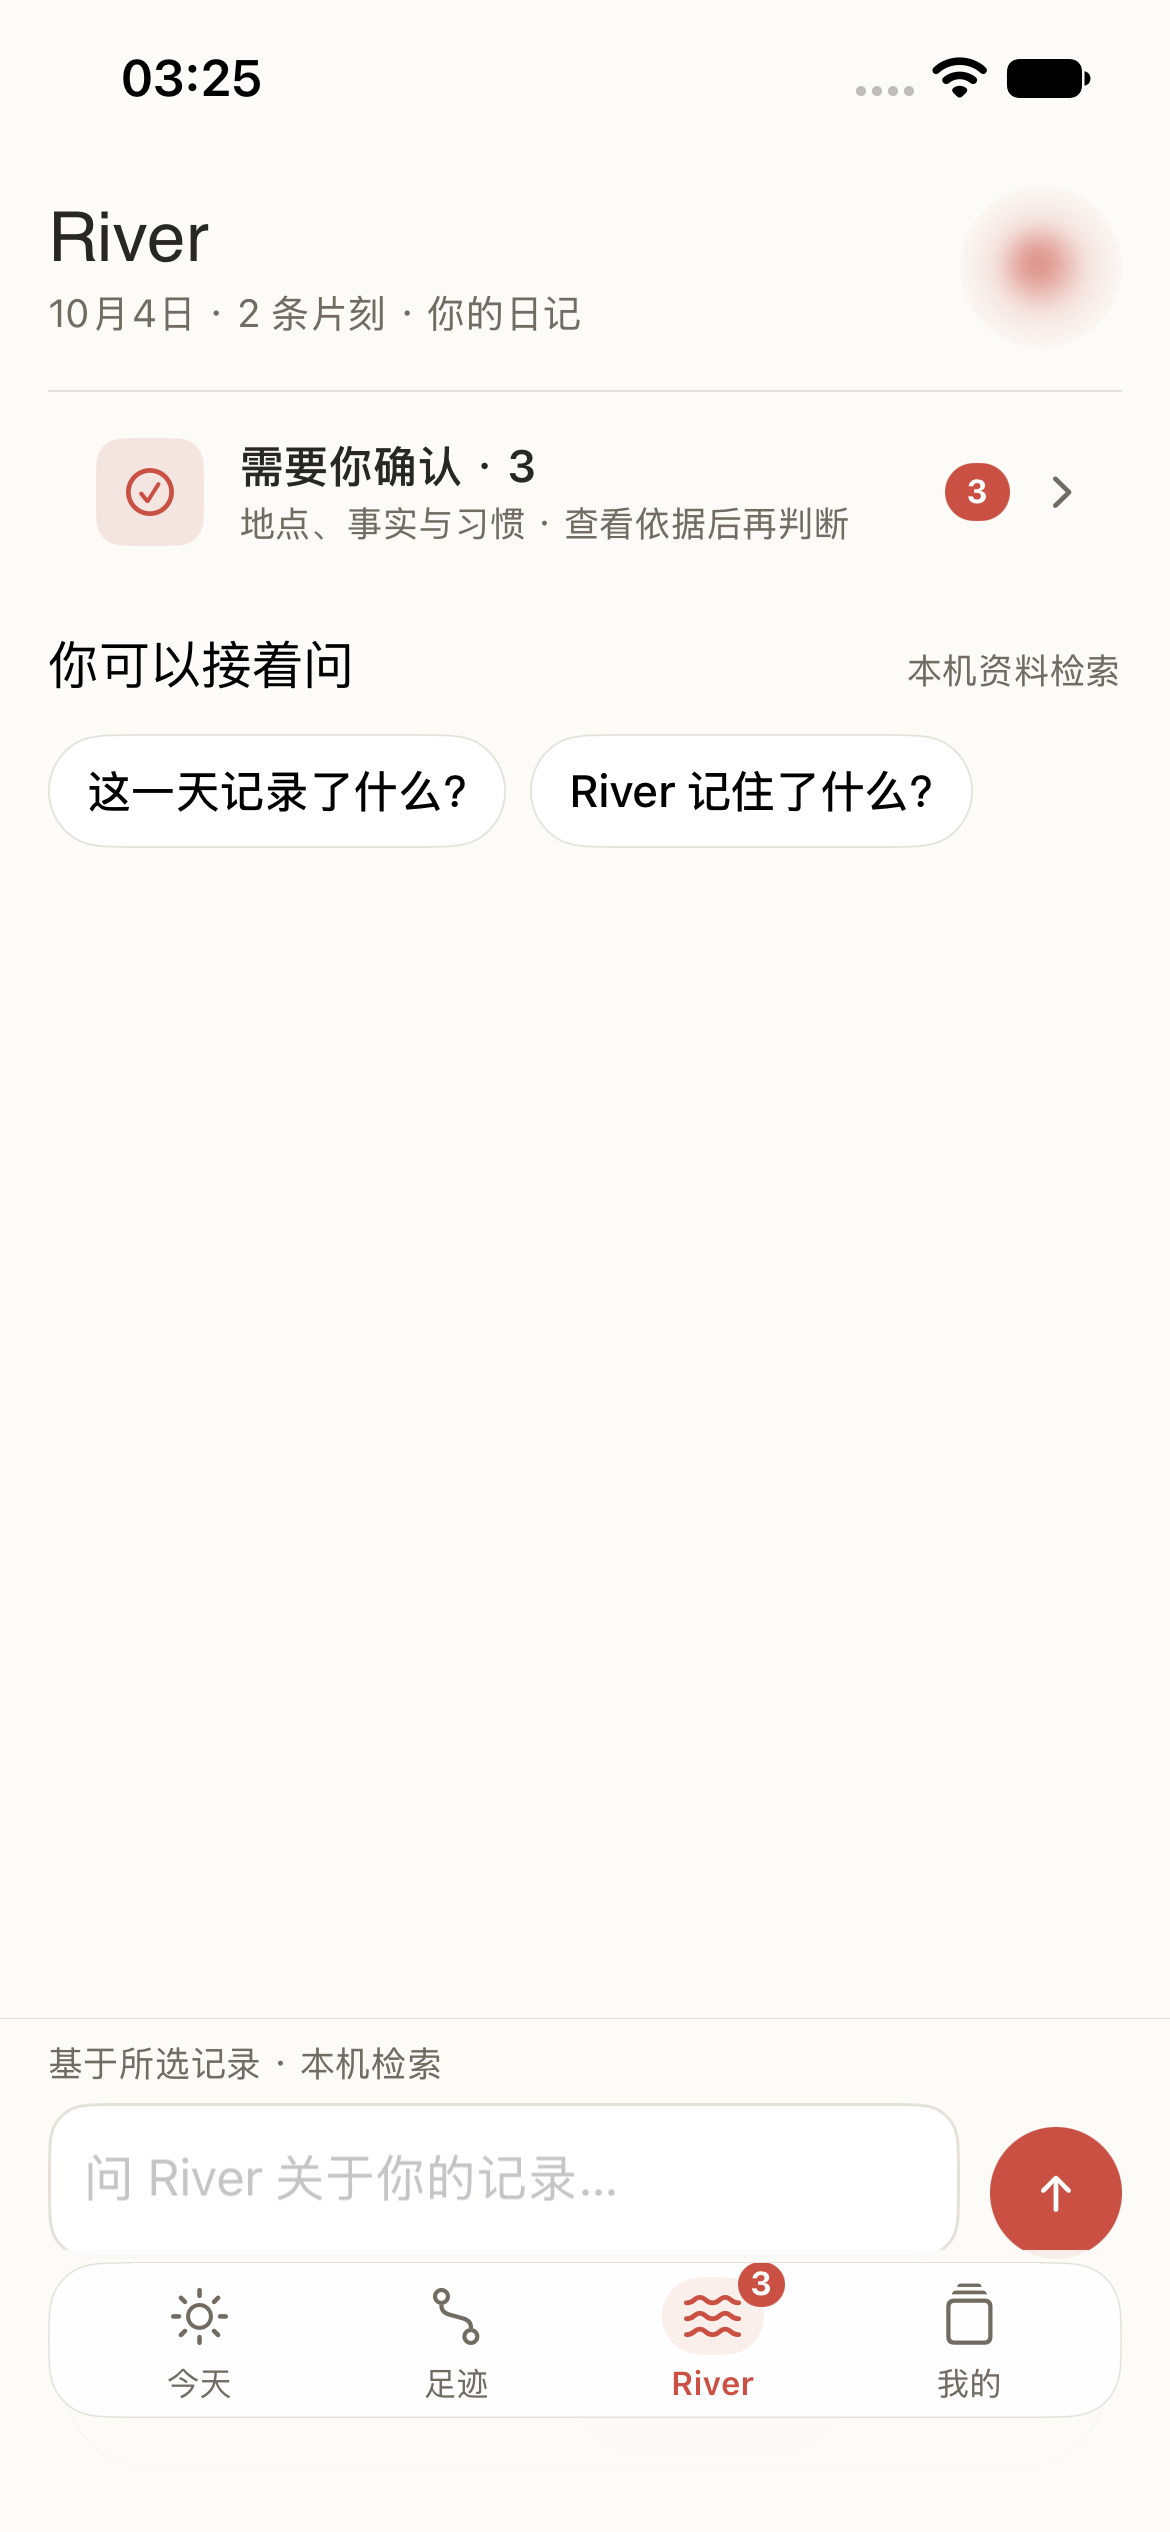 03:25
River
10月4日 · 2 条片刻 · 你的日记
需要你确认 · 3
地点、事实与习惯 · 查看依据后再判断
3
你可以接着问
本机资料检索
这一天记录了什么?
River 记住了什么?
基于所选记录 · 本机检索
问 River 关于你的记录...
3
今天
足迹
River
我的